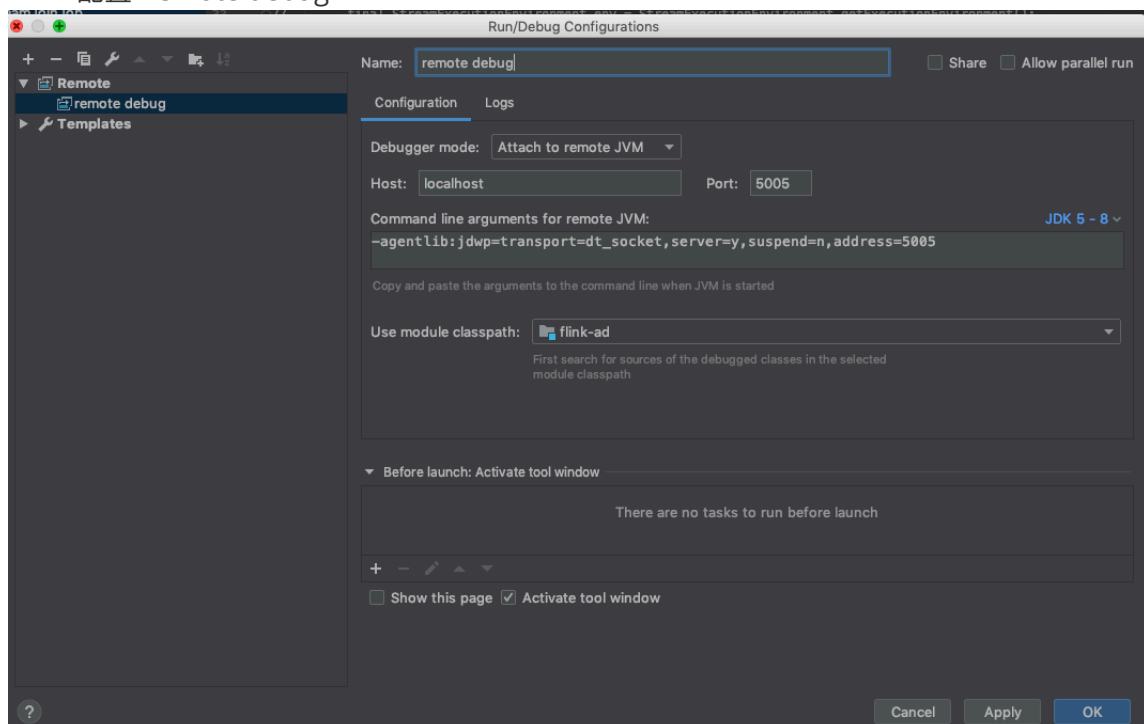 配置 remote debug
Run/Debug Configurations
Name: remote debug
Share Allow parallel run
Remote
remote debug
Templates
Configuration Logs
Debugger mode: Attach to remote JVM
Host: localhost Port: 5005
Command line arguments for remote JVM: JDK 5 – 8
-agentlib:jdwp=transport=dt_socket,server=y,suspend=n,address=5005
Copy and paste the arguments to the command line when JVM is started
Use module classpath: flink-ad
First search for sources of the debugged classes in the selected
module classpath
Before launch: Activate tool window
There are no tasks to run before launch
Show this page Activate tool window
? Cancel Apply OK